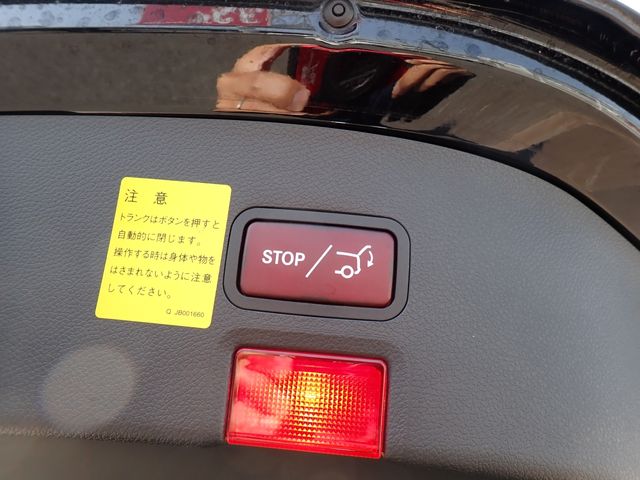 注意
トランクはボタンを押すと
自動的に閉じます。
操作する時は身体や物を
はさまれないように注意
してください。
Q JB001660
STOP/